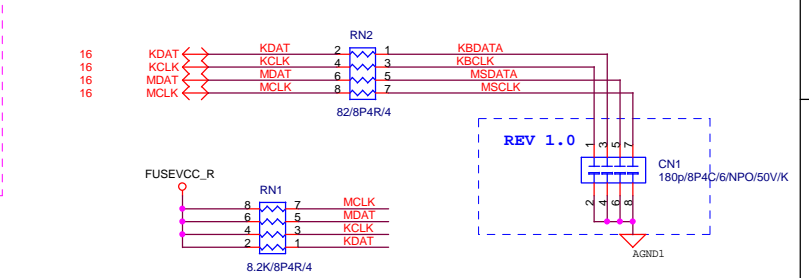 RN2
16 KDAT KDAT 2 1 KBDATA
16 KCLK KCLK 4 3 KBCLK
16 MDAT MDAT 6 5 MSDATA
16 MCLK MCLK 8 7 MSCLK
82/8P4R/4
REV 1.0
1 3 5 7
CN1
180p/8P4C/6/NPO/50V/K
2 4 6 8
AGND1
FUSEVCC_R
RN1
8 7 MCLK
6 5 MDAT
4 3 KCLK
2 1 KDAT
8.2K/8P4R/4